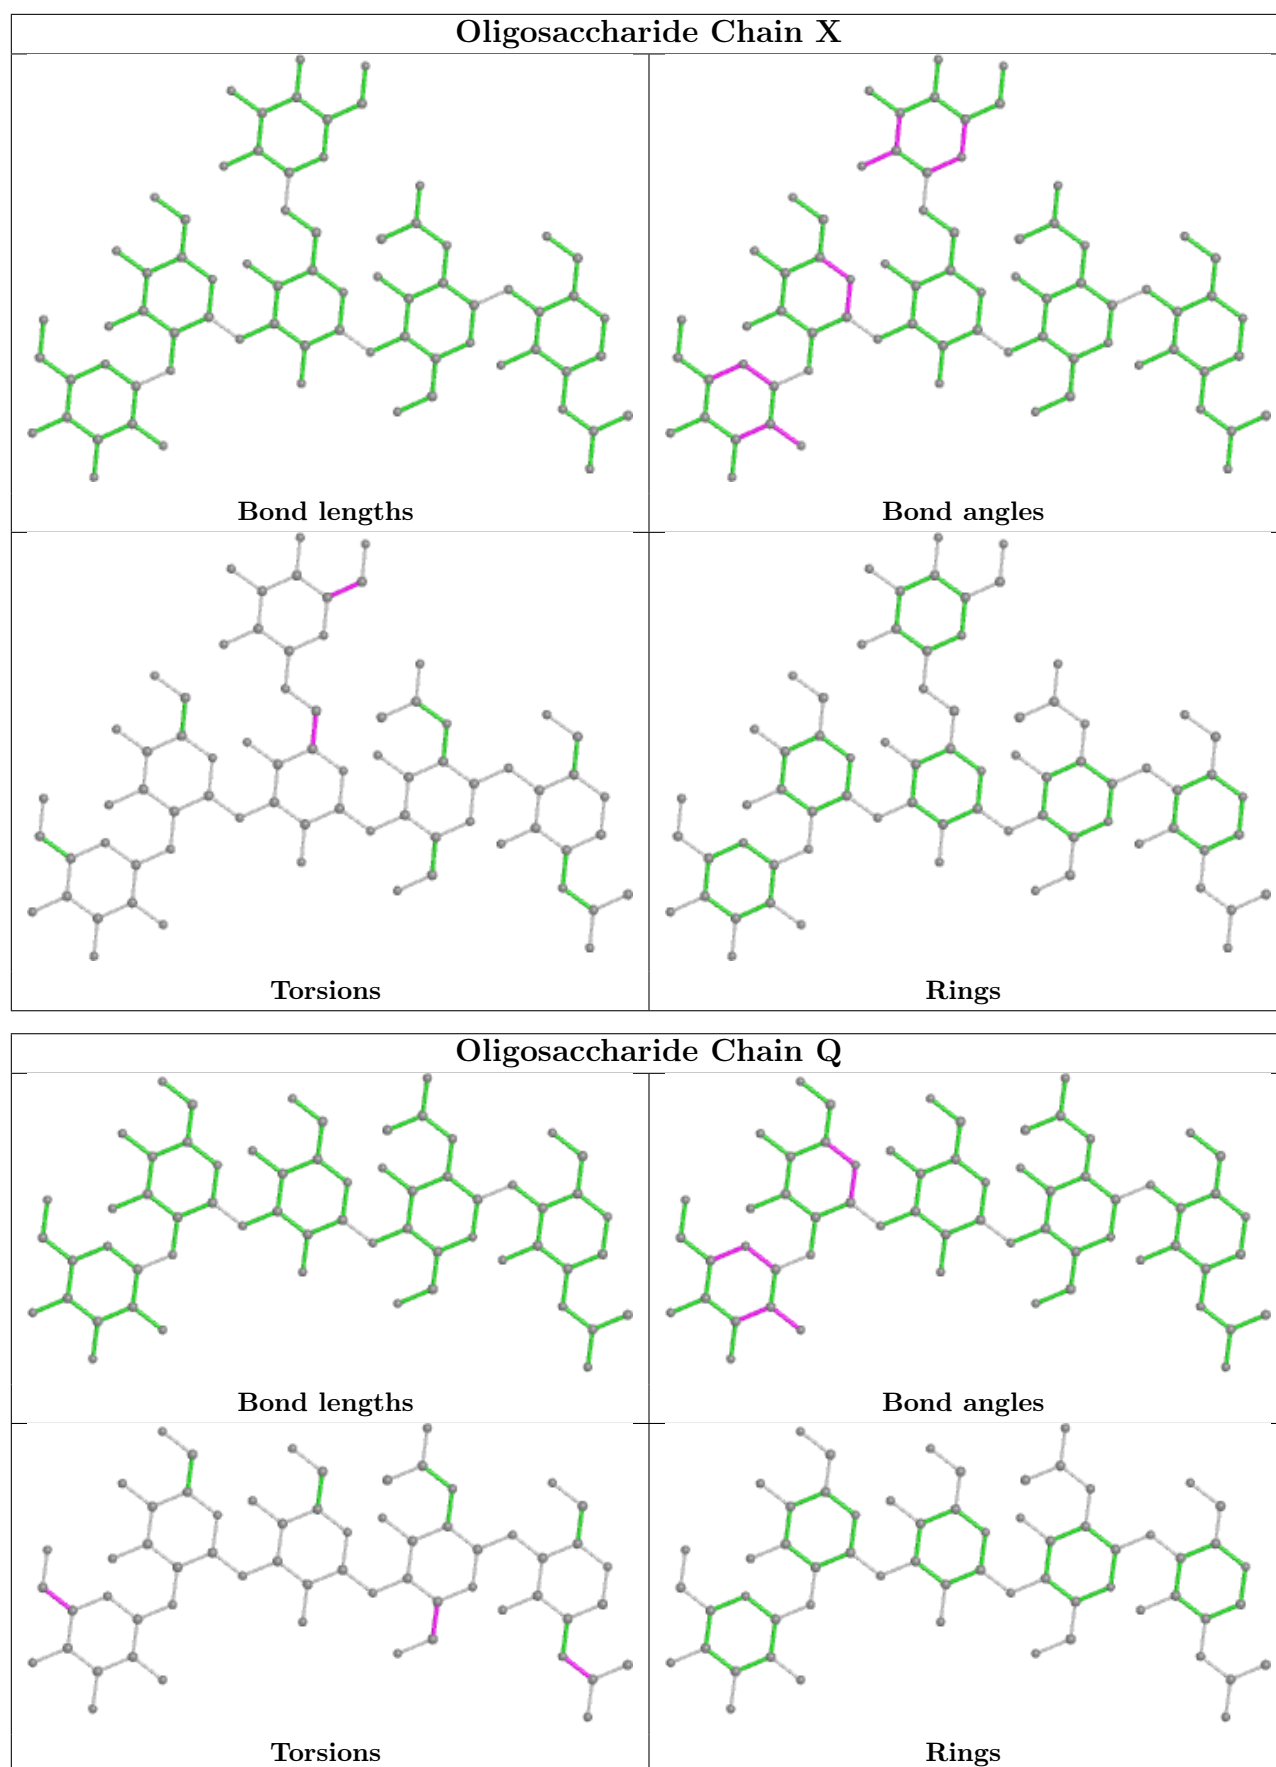 Oligosaccharide Chain X
Bond lengths
Bond angles
Torsions
Rings
Oligosaccharide Chain Q
Bond lengths
Bond angles
Torsions
Rings